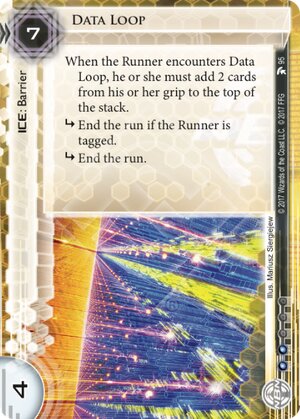 7
DATA LOOP
ICE: Barrier
When the Runner encounters Data
Loop, he or she must add 2 cards
from his or her grip to the top of
the stack.
↳ End the run if the Runner is
tagged.
↳ End the run.
95
© 2017 Wizards of the Coast LLC. © 2017 FFG
Illus. Mariusz Siergiejew
4